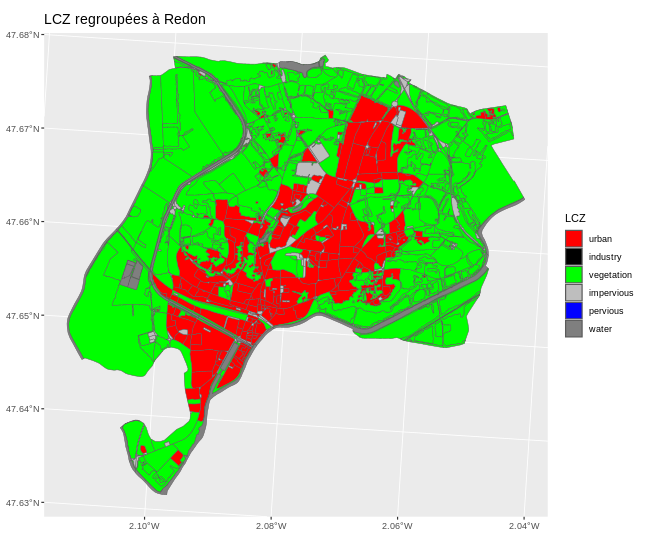 LCZ regroupées à Redon
47.68°N
47.67°N
47.66°N
47.65°N
47.64°N
47.63°N
2.10°W
2.08°W
2.06°W
2.04°W
LCZ
urban
industry
vegetation
impervious
pervious
water